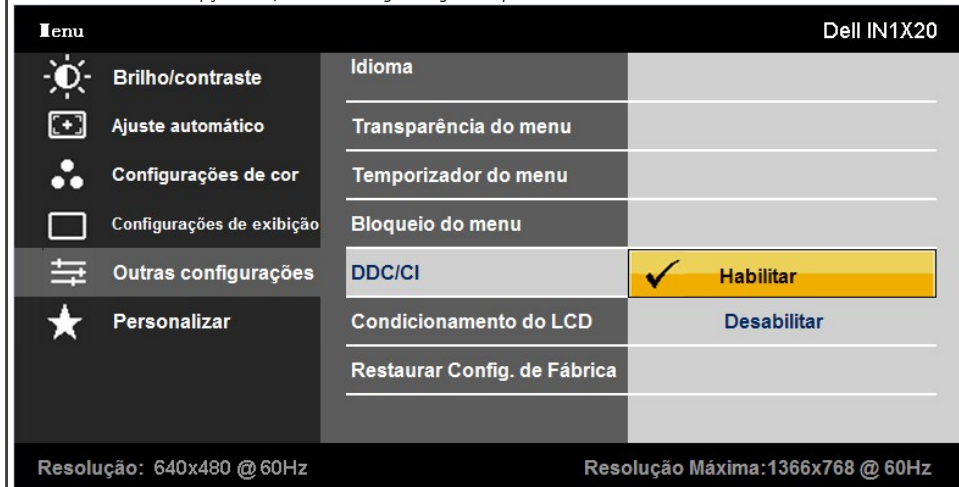 Menu
Dell IN1X20
Brilho/contraste
Ajuste automático
Configurações de cor
Configurações de exibição
Outras configurações
Personalizar
Idioma
Transparência do menu
Temporizador do menu
Bloqueio do menu
DDC/CI
Condicionamento do LCD
Restaurar Config. de Fábrica
Habilitar
Desabilitar
Resolução: 640x480 @ 60Hz
Resolução Máxima:1366x768 @ 60Hz